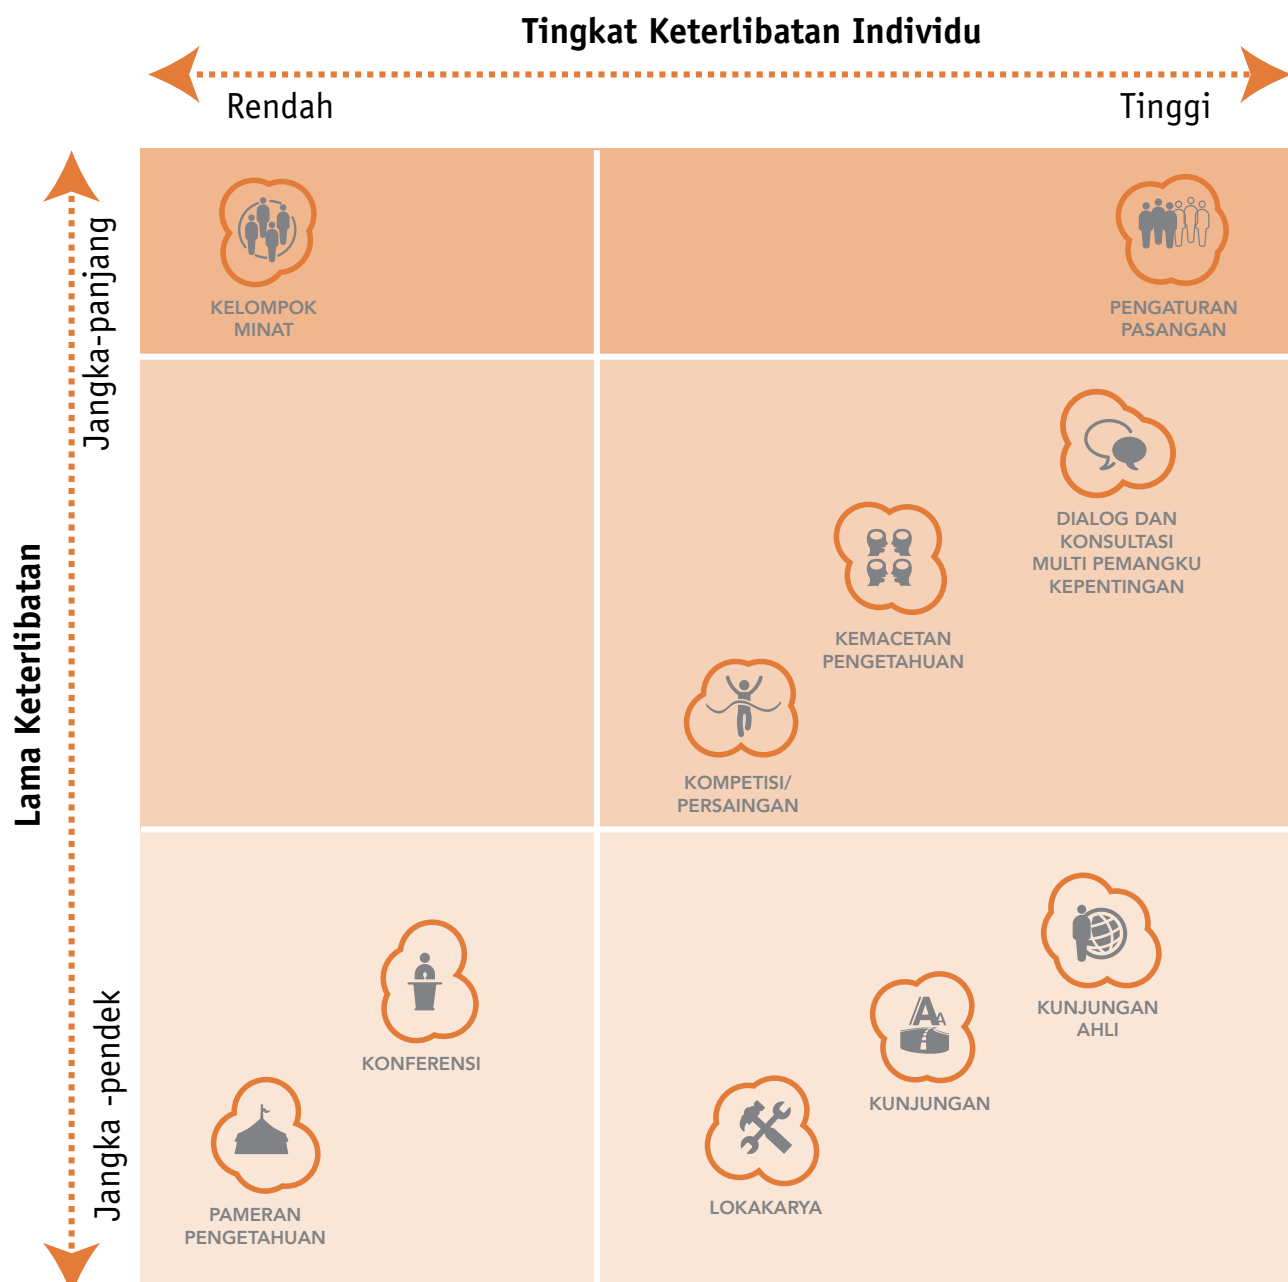 Tingkat Keterlibatan Individu
Rendah
Tinggi
Lama Keterlibatan
Jangka-panjang
Jangka -pendek
KELOMPOK
MINAT
PENGATURAN
PASANGAN
DIALOG DAN
KONSULTASI
MULTI PEMANGKU
KEPENTINGAN
KEMACETAN
PENGETAHUAN
KOMPETISI/
PERSAINGAN
KUNJUNGAN
AHLI
KONFERENSI
KUNJUNGAN
LOKAKARYA
PAMERAN
PENGETAHUAN